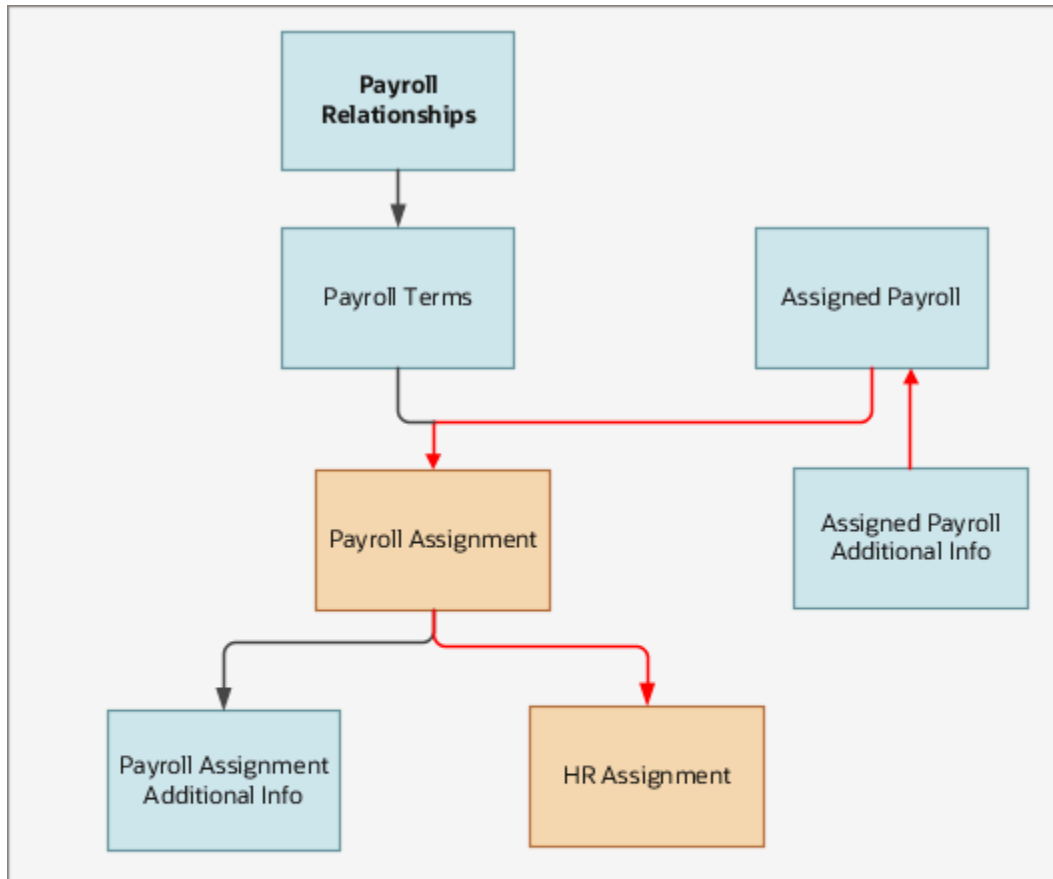 Payroll
Relationships
Payroll Terms
Assigned Payroll
Payroll Assignment
Assigned Payroll
Additional Info
Payroll Assignment
Additional Info
HR Assignment